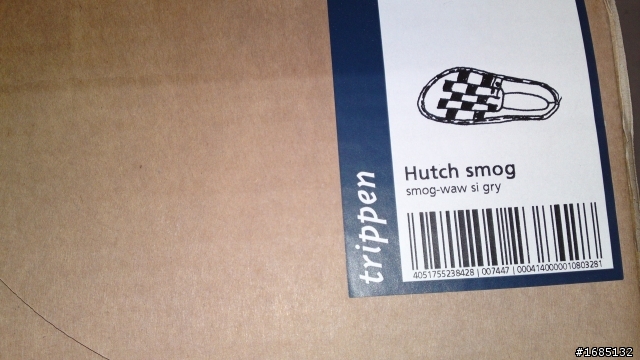 trippen
Hutch smog
smog-waw si gry
4051755238428 | 007447 | 0004140000010803281
#1685132